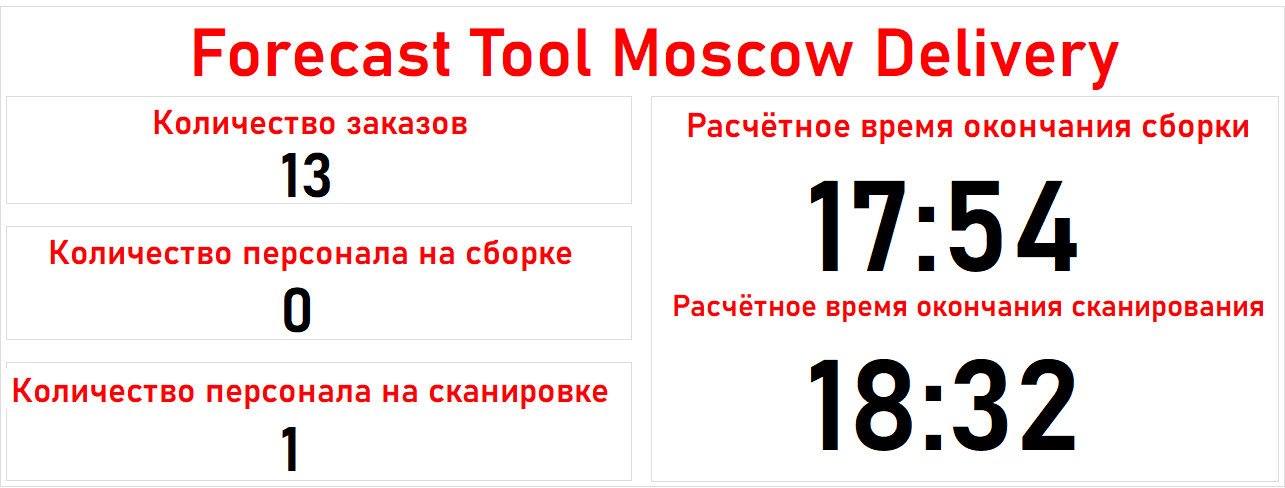 Forecast Tool Moscow Delivery
Количество заказов
13
Количество персонала на сборке
0
Количество персонала на сканировке
1
Расчётное время окончания сборки
17:54
Расчётное время окончания сканирования
18:32